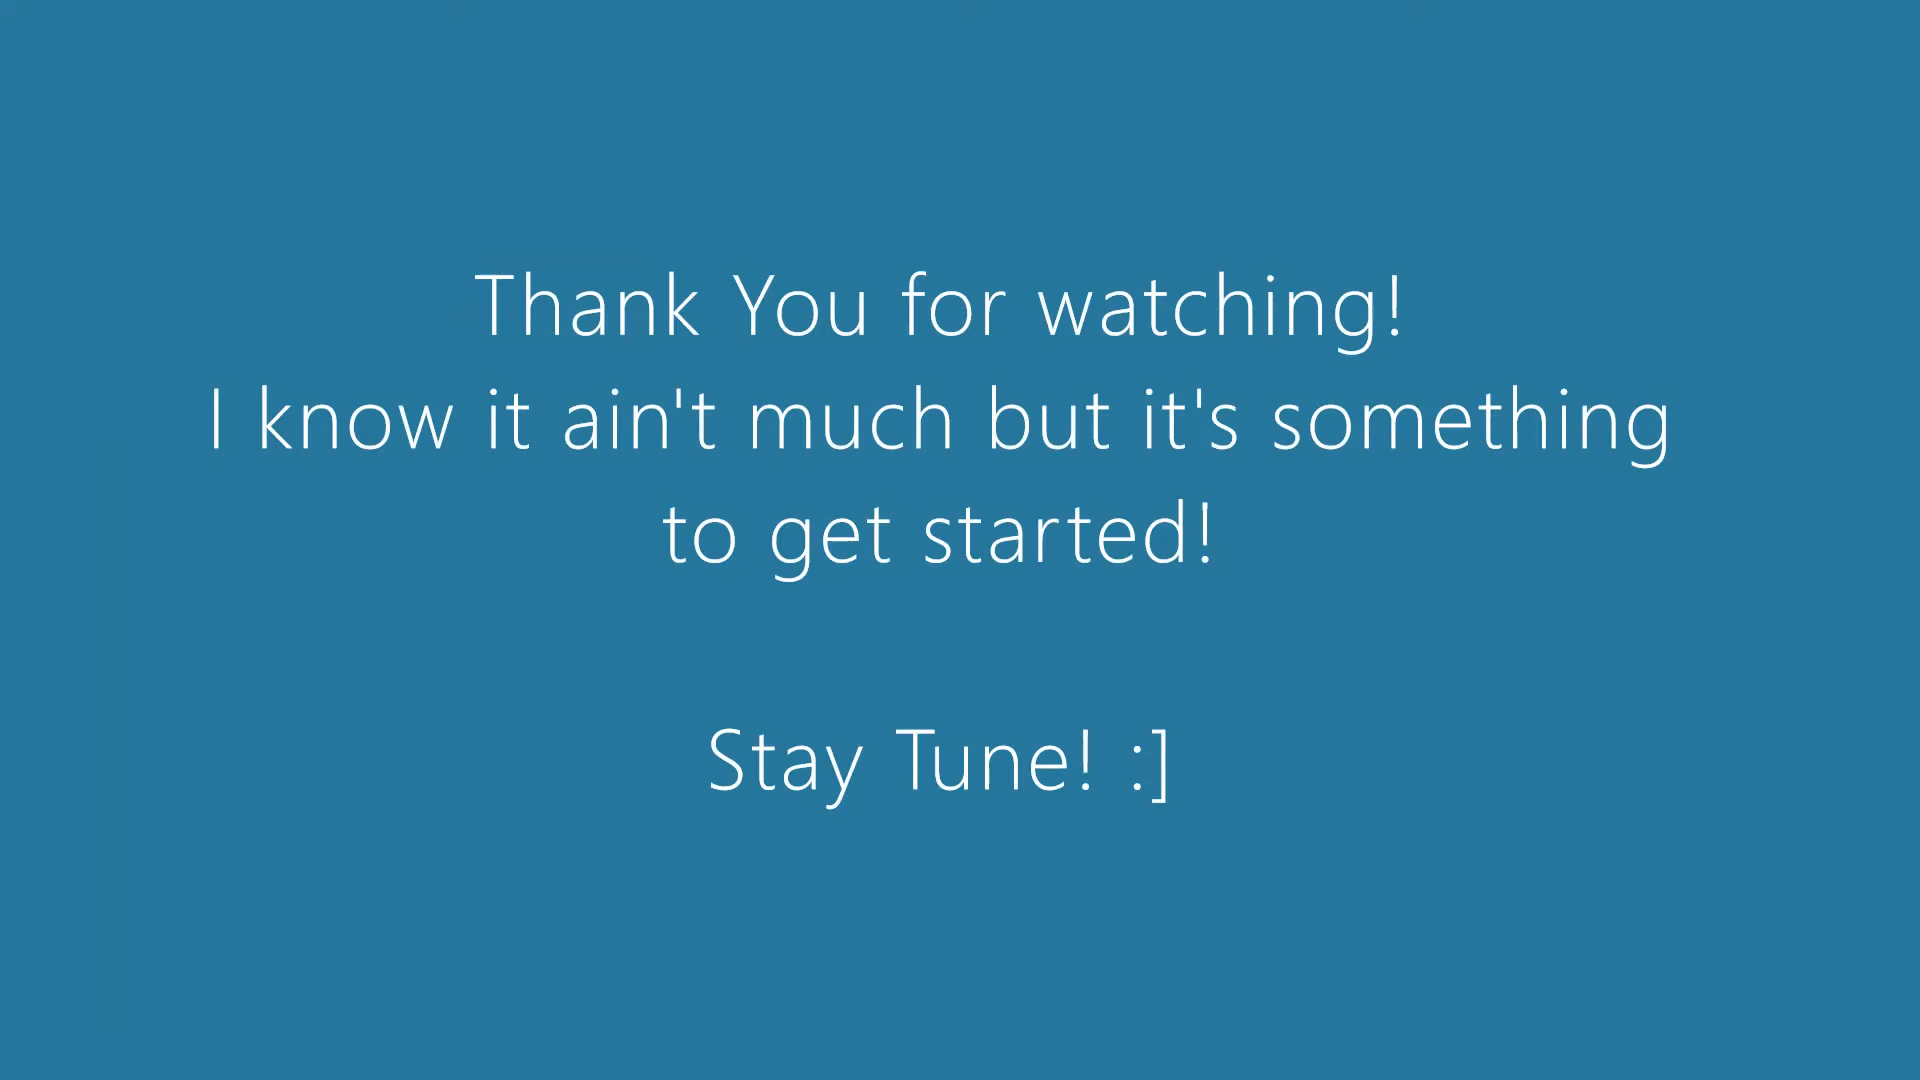 Thank You for watching!
I know it ain't much but it's something
to get started!
Stay Tune! :]